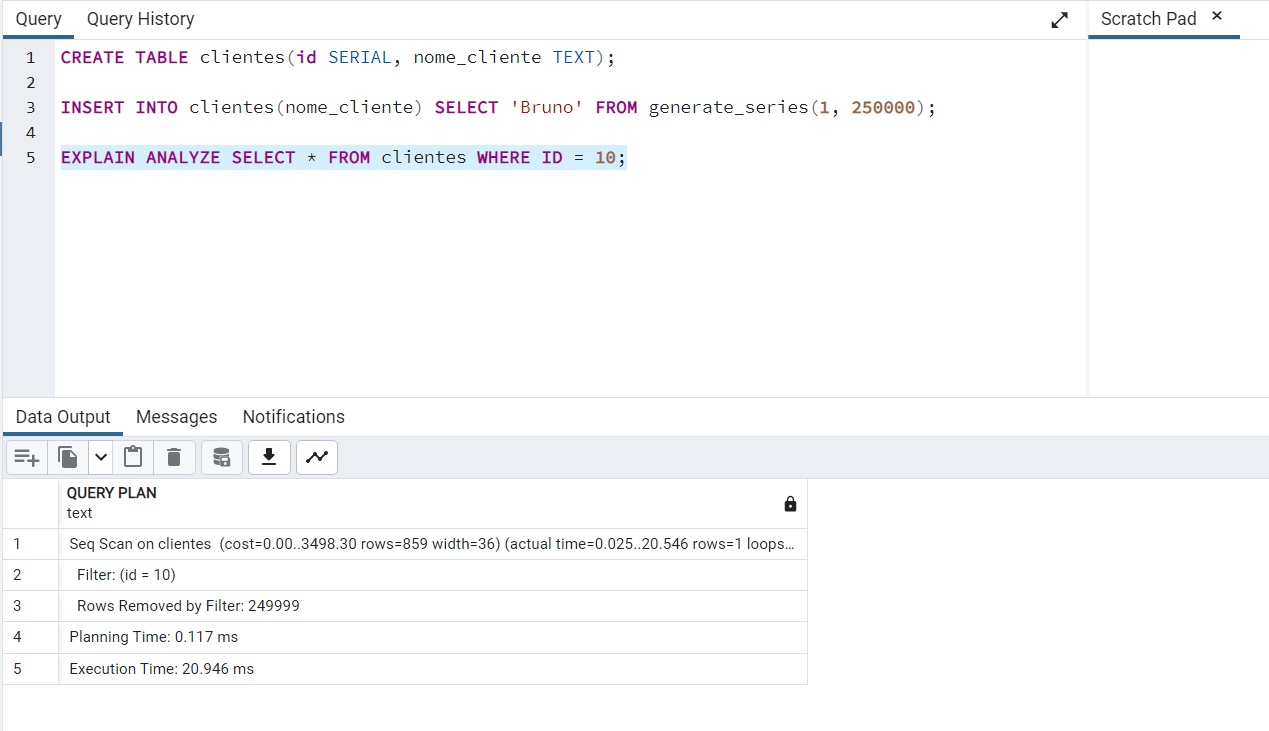 Query Query History Scratch Pad ×
1 CREATE TABLE clientes(id SERIAL, nome_cliente TEXT);
2
3 INSERT INTO clientes(nome_cliente) SELECT 'Bruno' FROM generate_series(1, 250000);
4
5 EXPLAIN ANALYZE SELECT * FROM clientes WHERE ID = 10;
Data Output Messages Notifications
QUERY PLAN
text
1 Seq Scan on clientes (cost=0.00..3498.30 rows=859 width=36) (actual time=0.025..20.546 rows=1 loops...
2 Filter: (id = 10)
3 Rows Removed by Filter: 249999
4 Planning Time: 0.117 ms
5 Execution Time: 20.946 ms